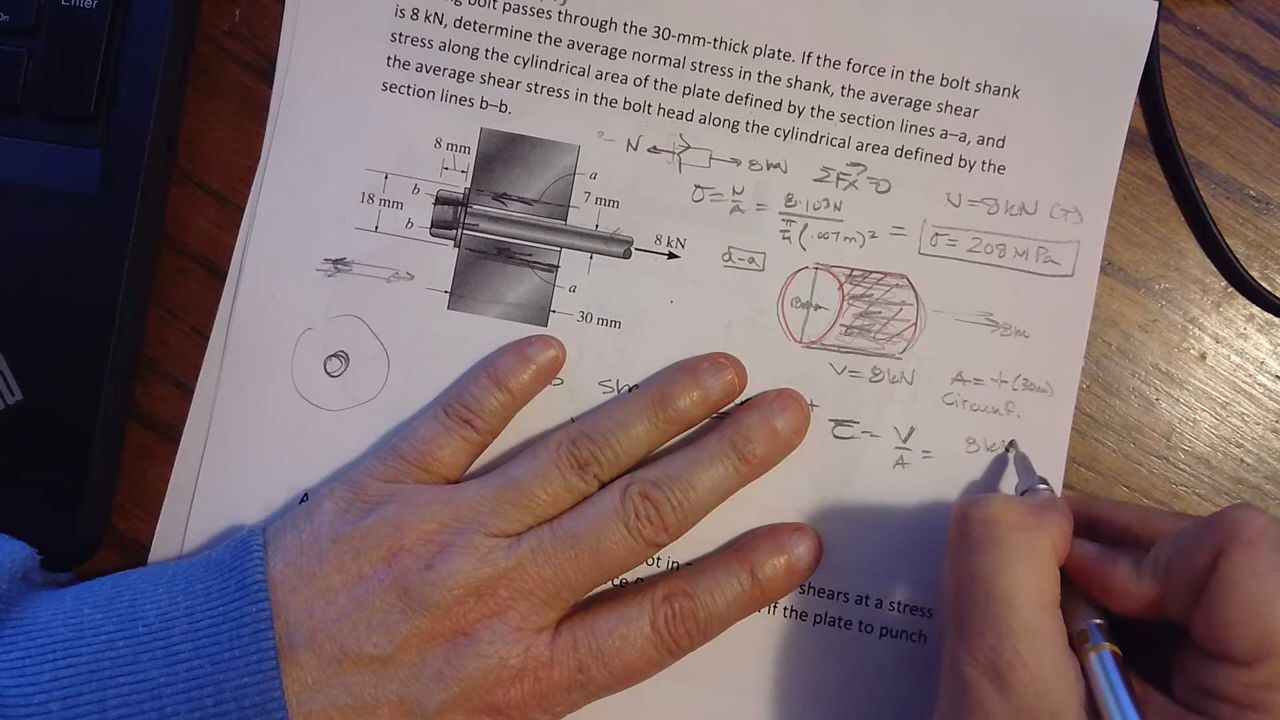 bolt passes through the 30-mm-thick plate. If the force in the bolt shank
is 8 kN, determine the average normal stress in the shank, the average shear
stress along the cylindrical area of the plate defined by the section lines a–a, and
the average shear stress in the bolt head along the cylindrical area defined by the
section lines b–b.
8 mm
b
18 mm
b
a
7 mm
8 kN
a
30 mm
N
8kN
ΣFx=0
N=8kN (T)
σ = N/A = 8·10³N / π/4 (.007m)² =
σ = 208 MPa
a-a
18mm
8kN
V=8kN
A = t (30mm)
Circumf.
τ = V/A =
8kN
shears at a stress
If the plate to punch
Enter